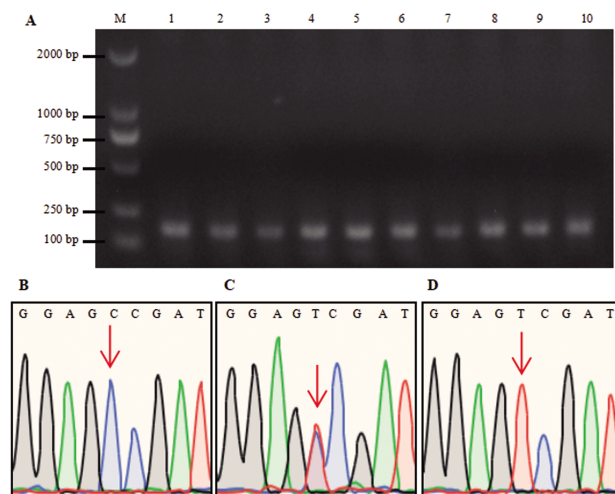 A M 1 2 3 4 5 6 7 8 9 10
2000 bp
1000 bp
750 bp
500 bp
250 bp
100 bp
B C D
G G A G C C G A T
G G A G T C G A T
G G A G T C G A T